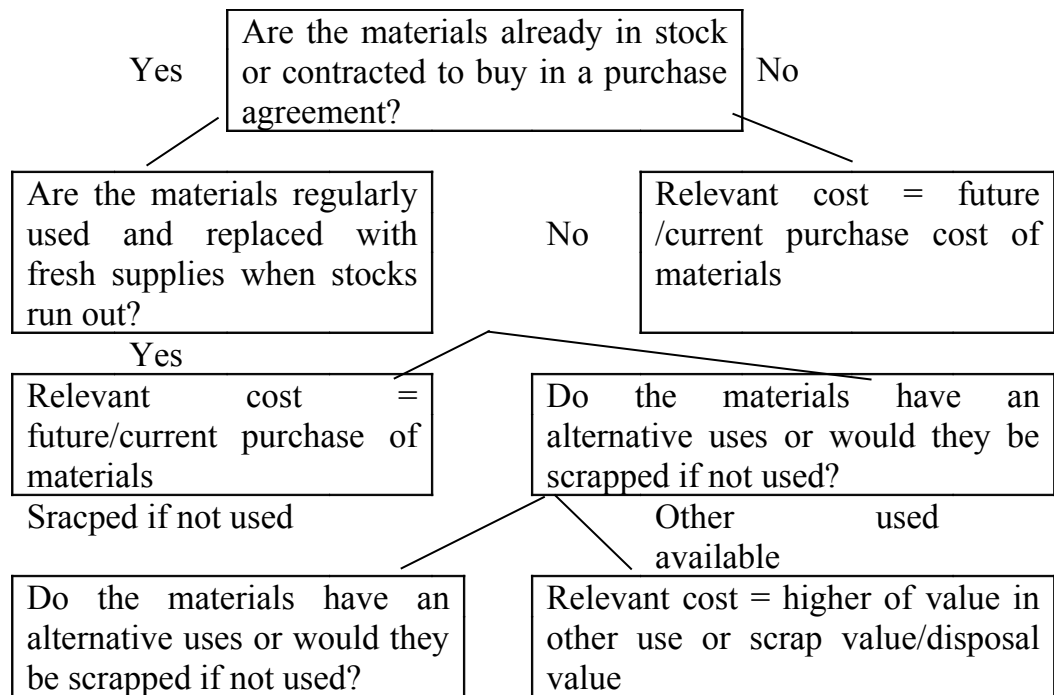 Are the materials already in stock
or contracted to buy in a purchase
agreement?
Yes
No
Are the materials regularly
used and replaced with
fresh supplies when stocks
run out?
No
Relevant cost = future
/current purchase cost of
materials
Yes
Relevant cost =
future/current purchase of
materials
Do the materials have an
alternative uses or would they be
scrapped if not used?
Sracped if not used
Other used
available
Do the materials have an
alternative uses or would they
be scrapped if not used?
Relevant cost = higher of value in
other use or scrap value/disposal
value